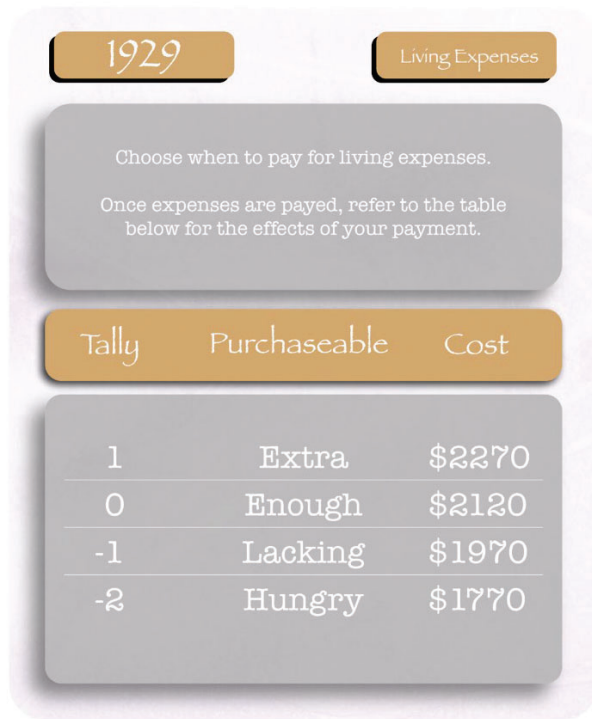 1929 Living Expenses
Choose when to pay for living expenses.
Once expenses are payed, refer to the table
below for the effects of your payment.
Tally Purchaseable Cost
1 Extra $2270
0 Enough $2120
-1 Lacking $1970
-2 Hungry $1770